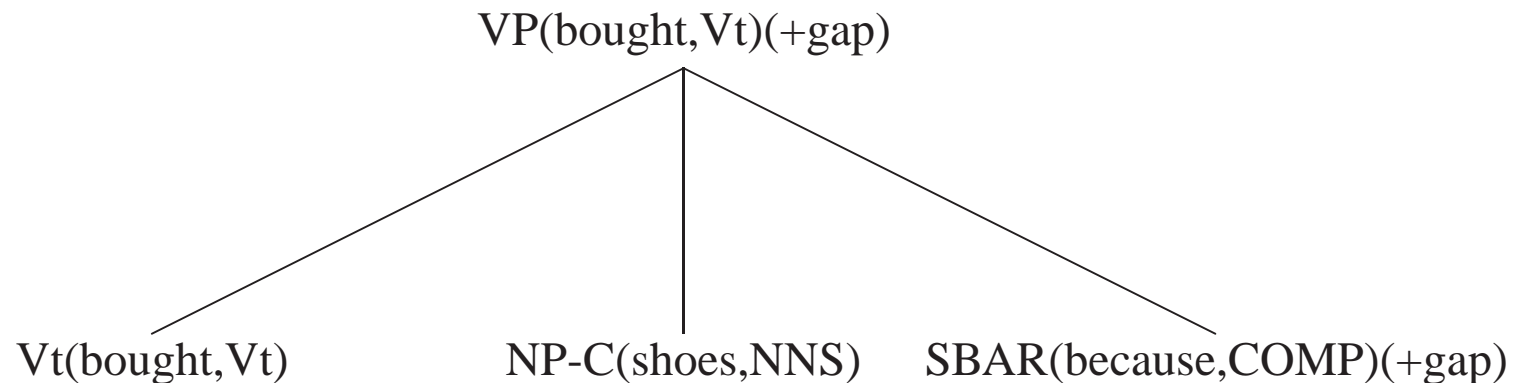 VP(bought,Vt)(+gap)
Vt(bought,Vt) NP-C(shoes,NNS) SBAR(because,COMP)(+gap)